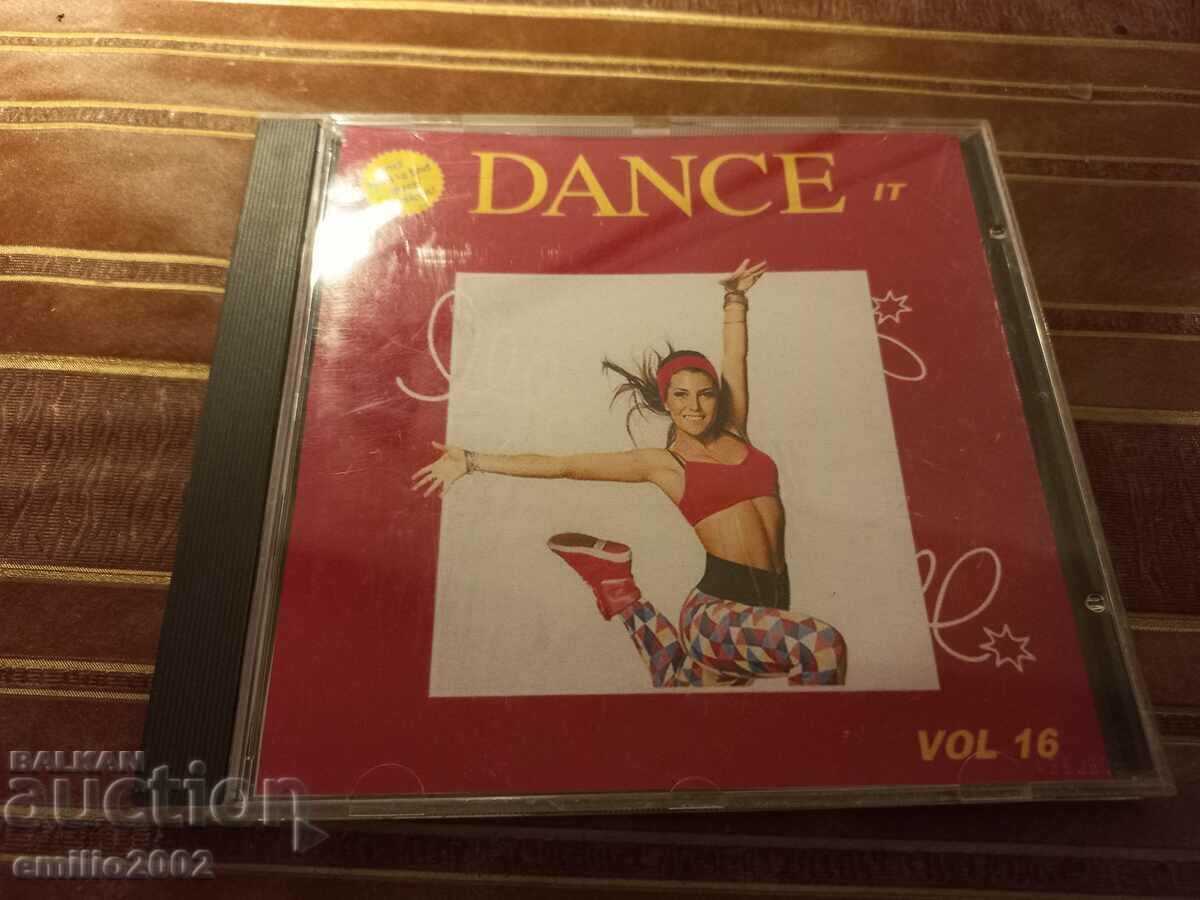 DANCE IT
VOL 16
BALKAN
auction
emilio2002